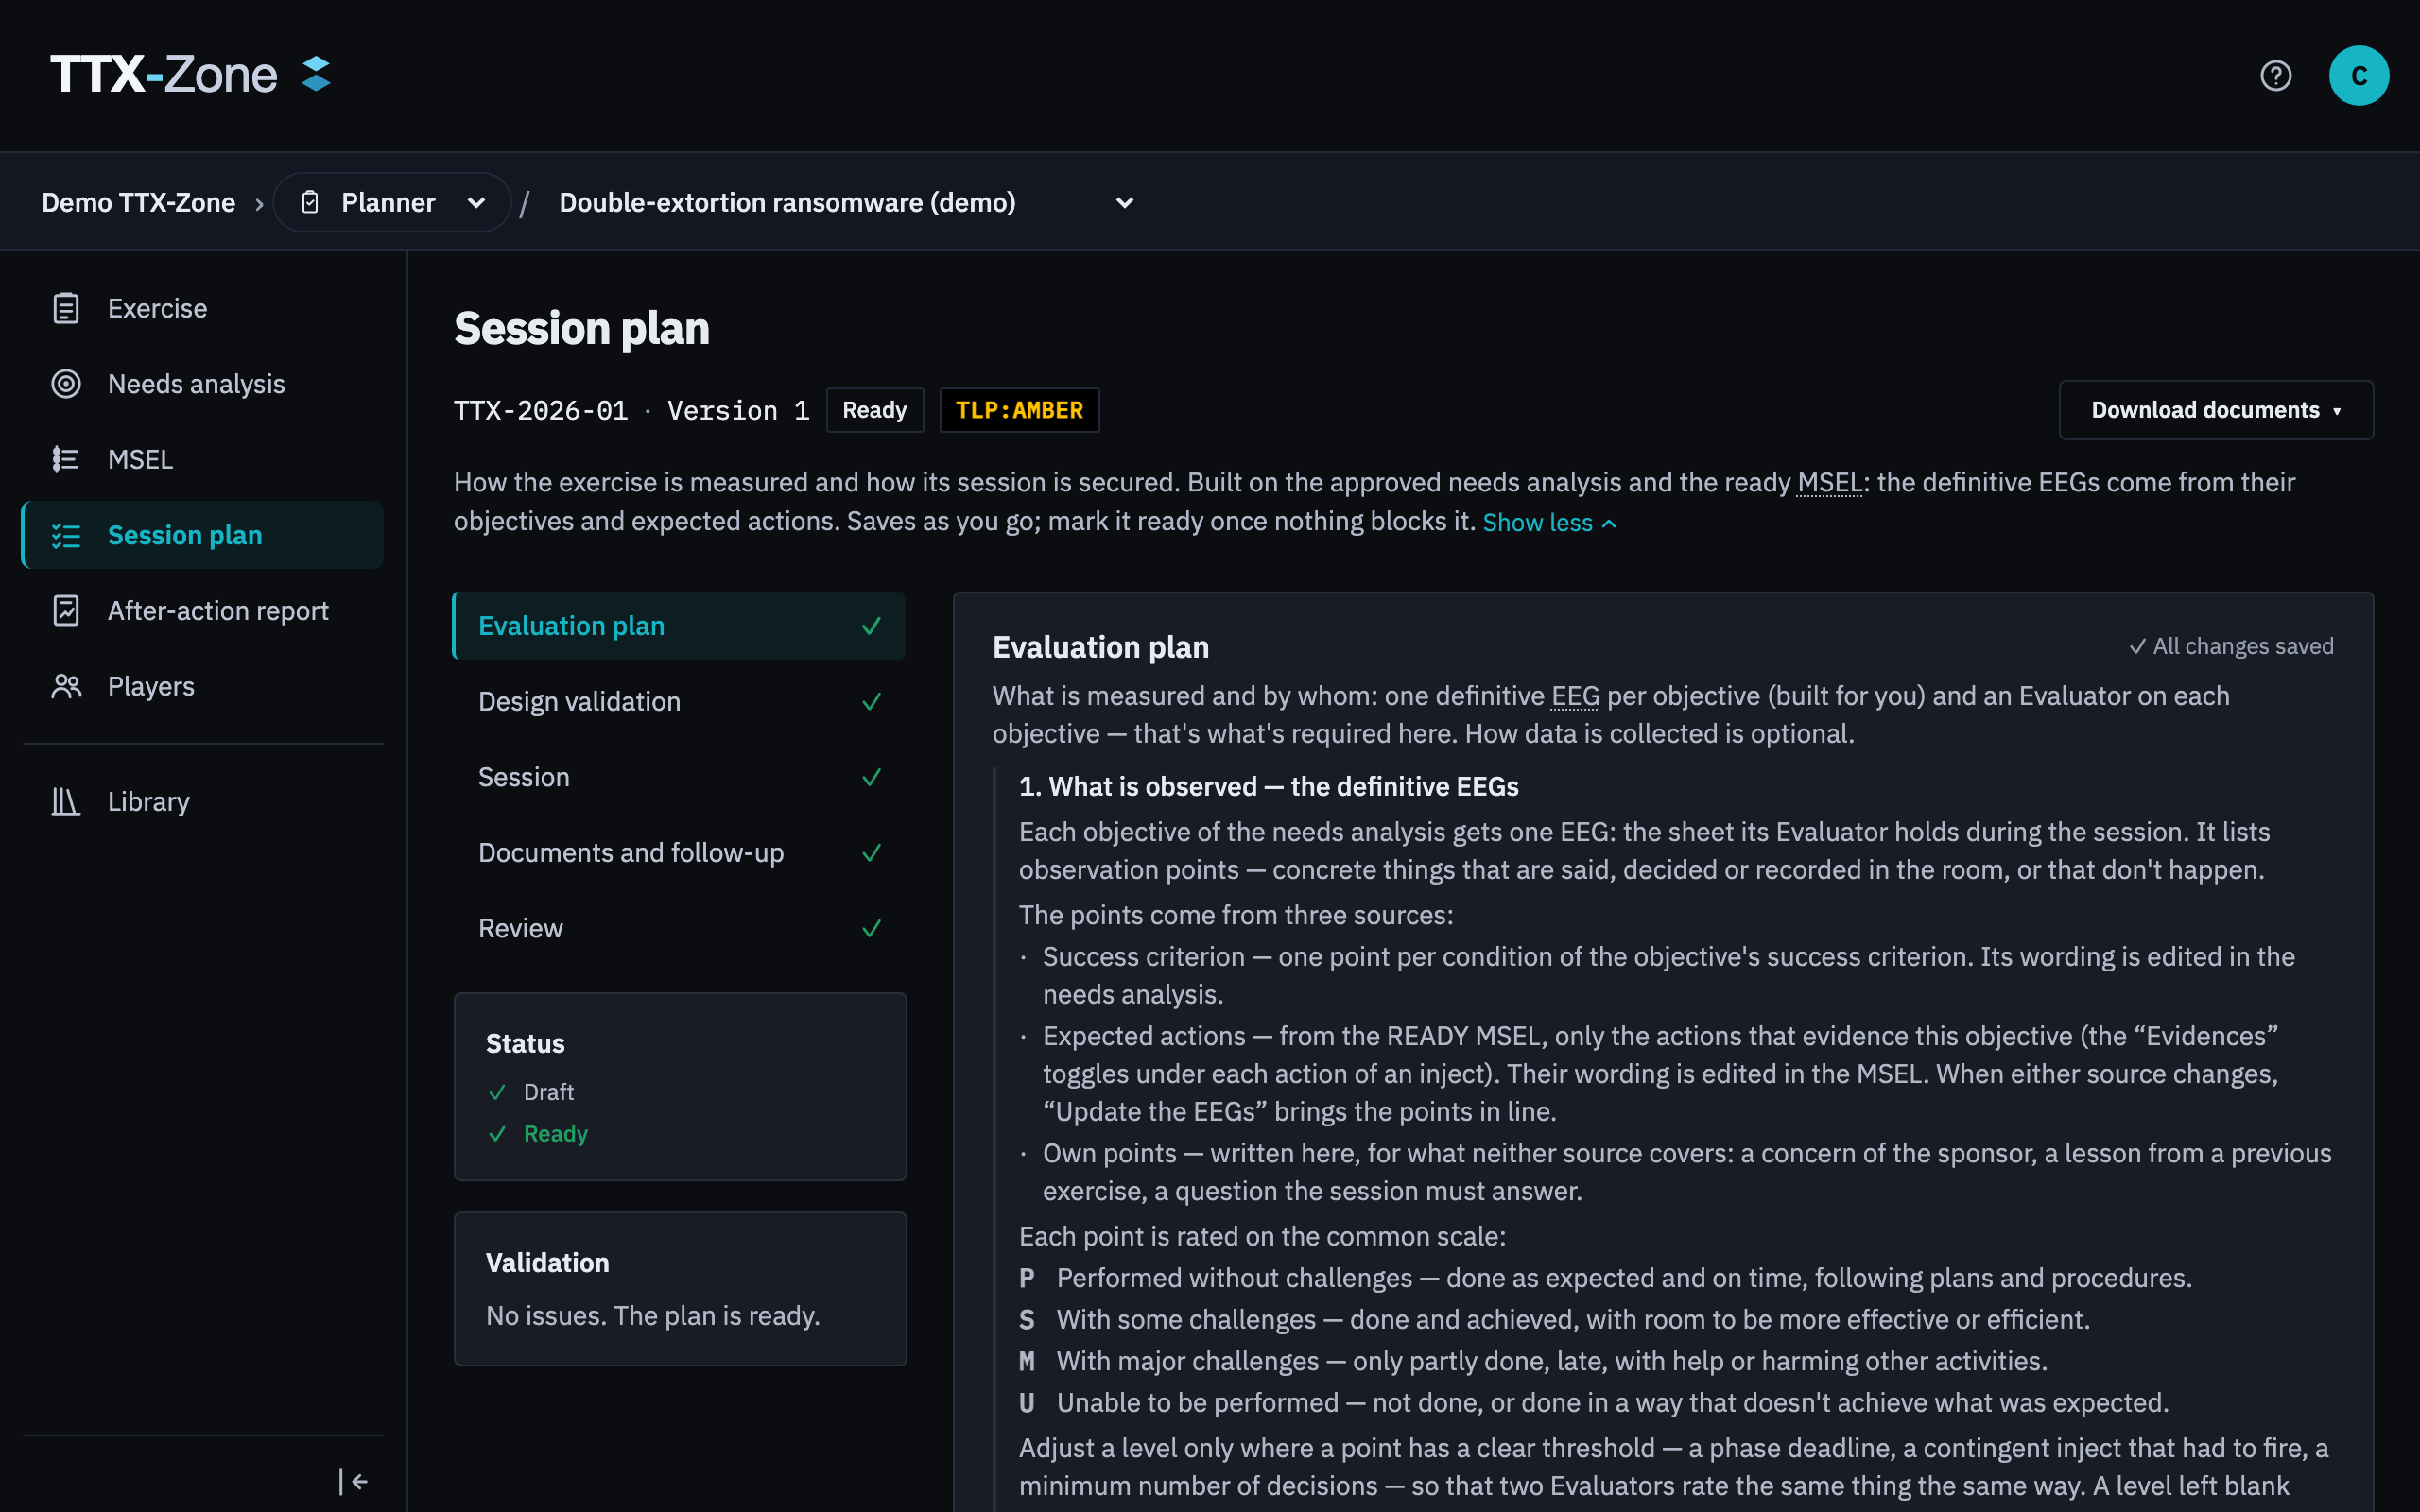 TTX-Zone
C
Demo TTX-Zone › Planner / Double-extortion ransomware (demo)
Exercise
Needs analysis
MSEL
Session plan
After-action report
Players
Library
Session plan
TTX-2026-01 · Version 1 Ready TLP:AMBER
Download documents ▾
How the exercise is measured and how its session is secured. Built on the approved needs analysis and the ready MSEL: the definitive EEGs come from their
objectives and expected actions. Saves as you go; mark it ready once nothing blocks it. Show less
Evaluation plan
Design validation
Session
Documents and follow-up
Review
Status
Draft
Ready
Validation
No issues. The plan is ready.
Evaluation plan
✓ All changes saved
What is measured and by whom: one definitive EEG per objective (built for you) and an Evaluator on each
objective — that's what's required here. How data is collected is optional.
1. What is observed — the definitive EEGs
Each objective of the needs analysis gets one EEG: the sheet its Evaluator holds during the session. It lists
observation points — concrete things that are said, decided or recorded in the room, or that don't happen.
The points come from three sources:
· Success criterion — one point per condition of the objective's success criterion. Its wording is edited in the
needs analysis.
· Expected actions — from the READY MSEL, only the actions that evidence this objective (the “Evidences”
toggles under each action of an inject). Their wording is edited in the MSEL. When either source changes,
“Update the EEGs” brings the points in line.
· Own points — written here, for what neither source covers: a concern of the sponsor, a lesson from a previous
exercise, a question the session must answer.
Each point is rated on the common scale:
P Performed without challenges — done as expected and on time, following plans and procedures.
S With some challenges — done and achieved, with room to be more effective or efficient.
M With major challenges — only partly done, late, with help or harming other activities.
U Unable to be performed — not done, or done in a way that doesn't achieve what was expected.
Adjust a level only where a point has a clear threshold — a phase deadline, a contingent inject that had to fire, a
minimum number of decisions — so that two Evaluators rate the same thing the same way. A level left blank